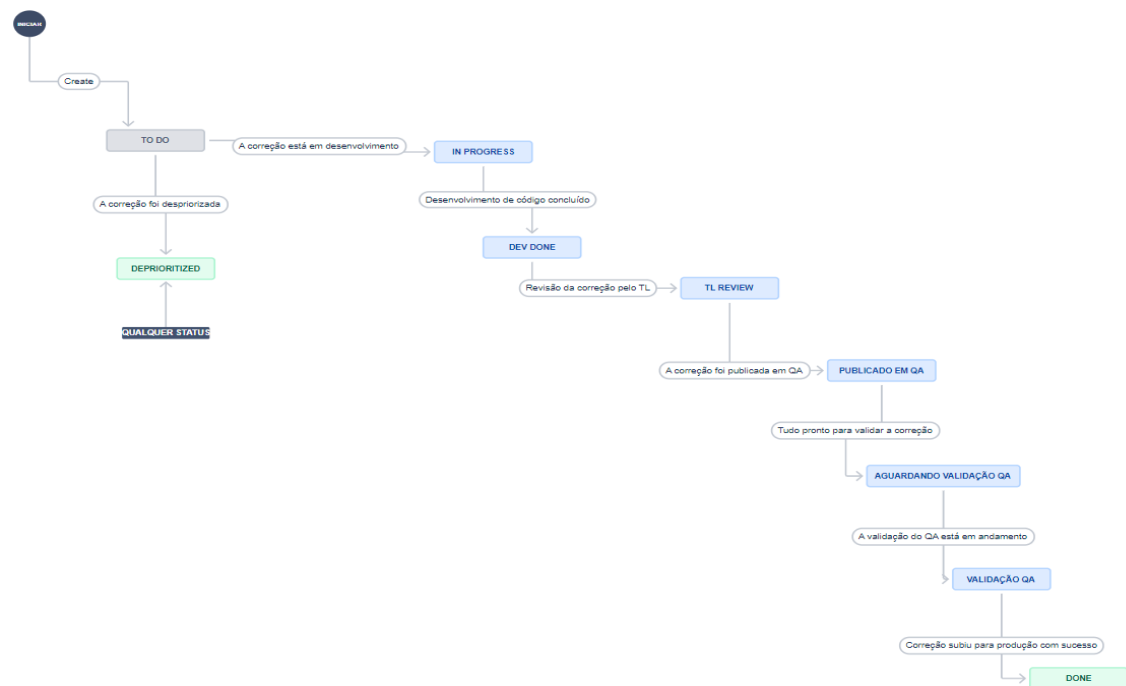 INICIAR
Create
TO DO
A correção está em desenvolvimento
IN PROGRESS
A correção foi despriorizada
Desenvolvimento de código concluído
DEV DONE
DEPRIORITIZED
Revisão da correção pelo TL
TL REVIEW
QUALQUER STATUS
A correção foi publicada em QA
PUBLICADO EM QA
Tudo pronto para validar a correção
AGUARDANDO VALIDAÇÃO QA
A validação do QA está em andamento
VALIDAÇÃO QA
Correção subiu para produção com sucesso
DONE